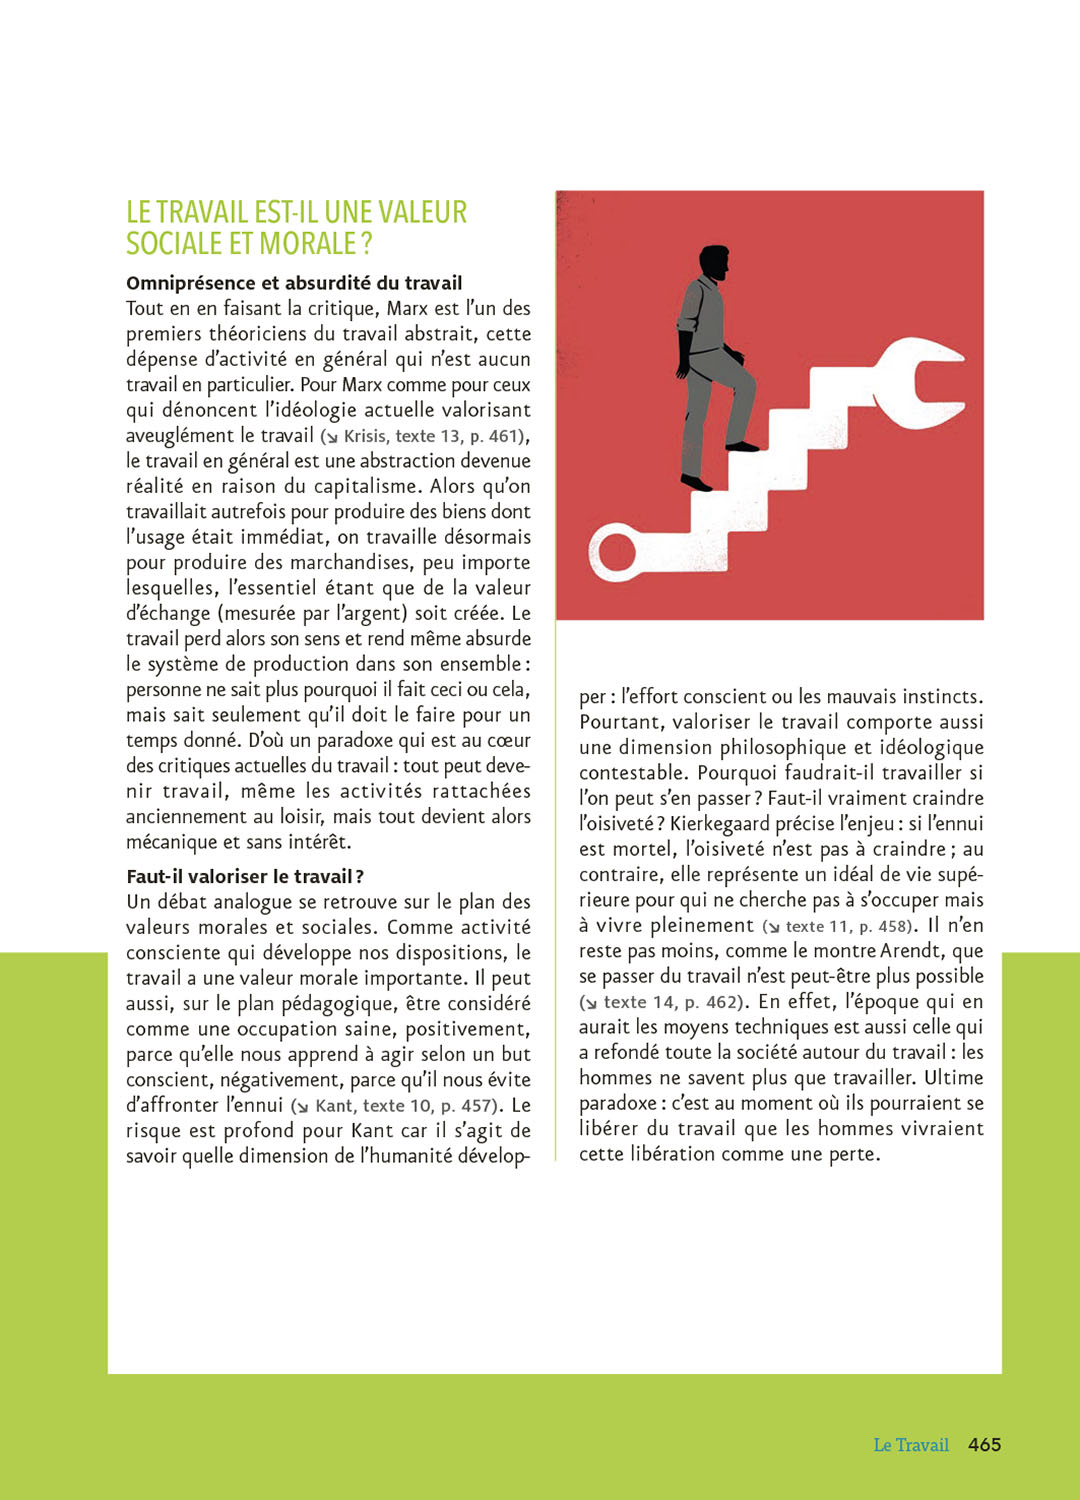 LE TRAVAIL EST-IL UNE VALEUR
SOCIALE ET MORALE ?
Omniprésence et absurdité du travail
Tout en en faisant la critique, Marx est l’un des
premiers théoriciens du travail abstrait, cette
dépense d’activité en général qui n’est aucun
travail en particulier. Pour Marx comme pour ceux
qui dénoncent l’idéologie actuelle valorisant
aveuglément le travail (↘ Krisis, texte 13, p. 461),
le travail en général est une abstraction devenue
réalité en raison du capitalisme. Alors qu’on
travaillait autrefois pour produire des biens dont
l’usage était immédiat, on travaille désormais
pour produire des marchandises, peu importe
lesquelles, l’essentiel étant que de la valeur
d’échange (mesurée par l’argent) soit créée. Le
travail perd alors son sens et rend même absurde
le système de production dans son ensemble :
personne ne sait plus pourquoi il fait ceci ou cela,
mais sait seulement qu’il doit le faire pour un
temps donné. D’où un paradoxe qui est au cœur
des critiques actuelles du travail : tout peut deve-
nir travail, même les activités rattachées
anciennement au loisir, mais tout devient alors
mécanique et sans intérêt.
Faut-il valoriser le travail ?
Un débat analogue se retrouve sur le plan des
valeurs morales et sociales. Comme activité
consciente qui développe nos dispositions, le
travail a une valeur morale importante. Il peut
aussi, sur le plan pédagogique, être considéré
comme une occupation saine, positivement,
parce qu’elle nous apprend à agir selon un but
conscient, négativement, parce qu’il nous évite
d’affronter l’ennui (↘ Kant, texte 10, p. 457). Le
risque est profond pour Kant car il s’agit de
savoir quelle dimension de l’humanité dévelop-
per : l’effort conscient ou les mauvais instincts.
Pourtant, valoriser le travail comporte aussi
une dimension philosophique et idéologique
contestable. Pourquoi faudrait-il travailler si
l’on peut s’en passer ? Faut-il vraiment craindre
l’oisiveté ? Kierkegaard précise l’enjeu : si l’ennui
est mortel, l’oisiveté n’est pas à craindre ; au
contraire, elle représente un idéal de vie supé-
rieure pour qui ne cherche pas à s’occuper mais
à vivre pleinement (↘ texte 11, p. 458). Il n’en
reste pas moins, comme le montre Arendt, que
se passer du travail n’est peut-être plus possible
(↘ texte 14, p. 462). En effet, l’époque qui en
aurait les moyens techniques est aussi celle qui
a refondé toute la société autour du travail : les
hommes ne savent plus que travailler. Ultime
paradoxe : c’est au moment où ils pourraient se
libérer du travail que les hommes vivraient
cette libération comme une perte.
Le Travail 465